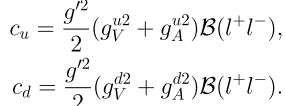 $c_u = \frac{g'^2}{2}(g_V^{u2} + g_A^{u2})\mathcal{B}(l^+l^-),$
$c_d = \frac{g'^2}{2}(g_V^{d2} + g_A^{d2})\mathcal{B}(l^+l^-).$